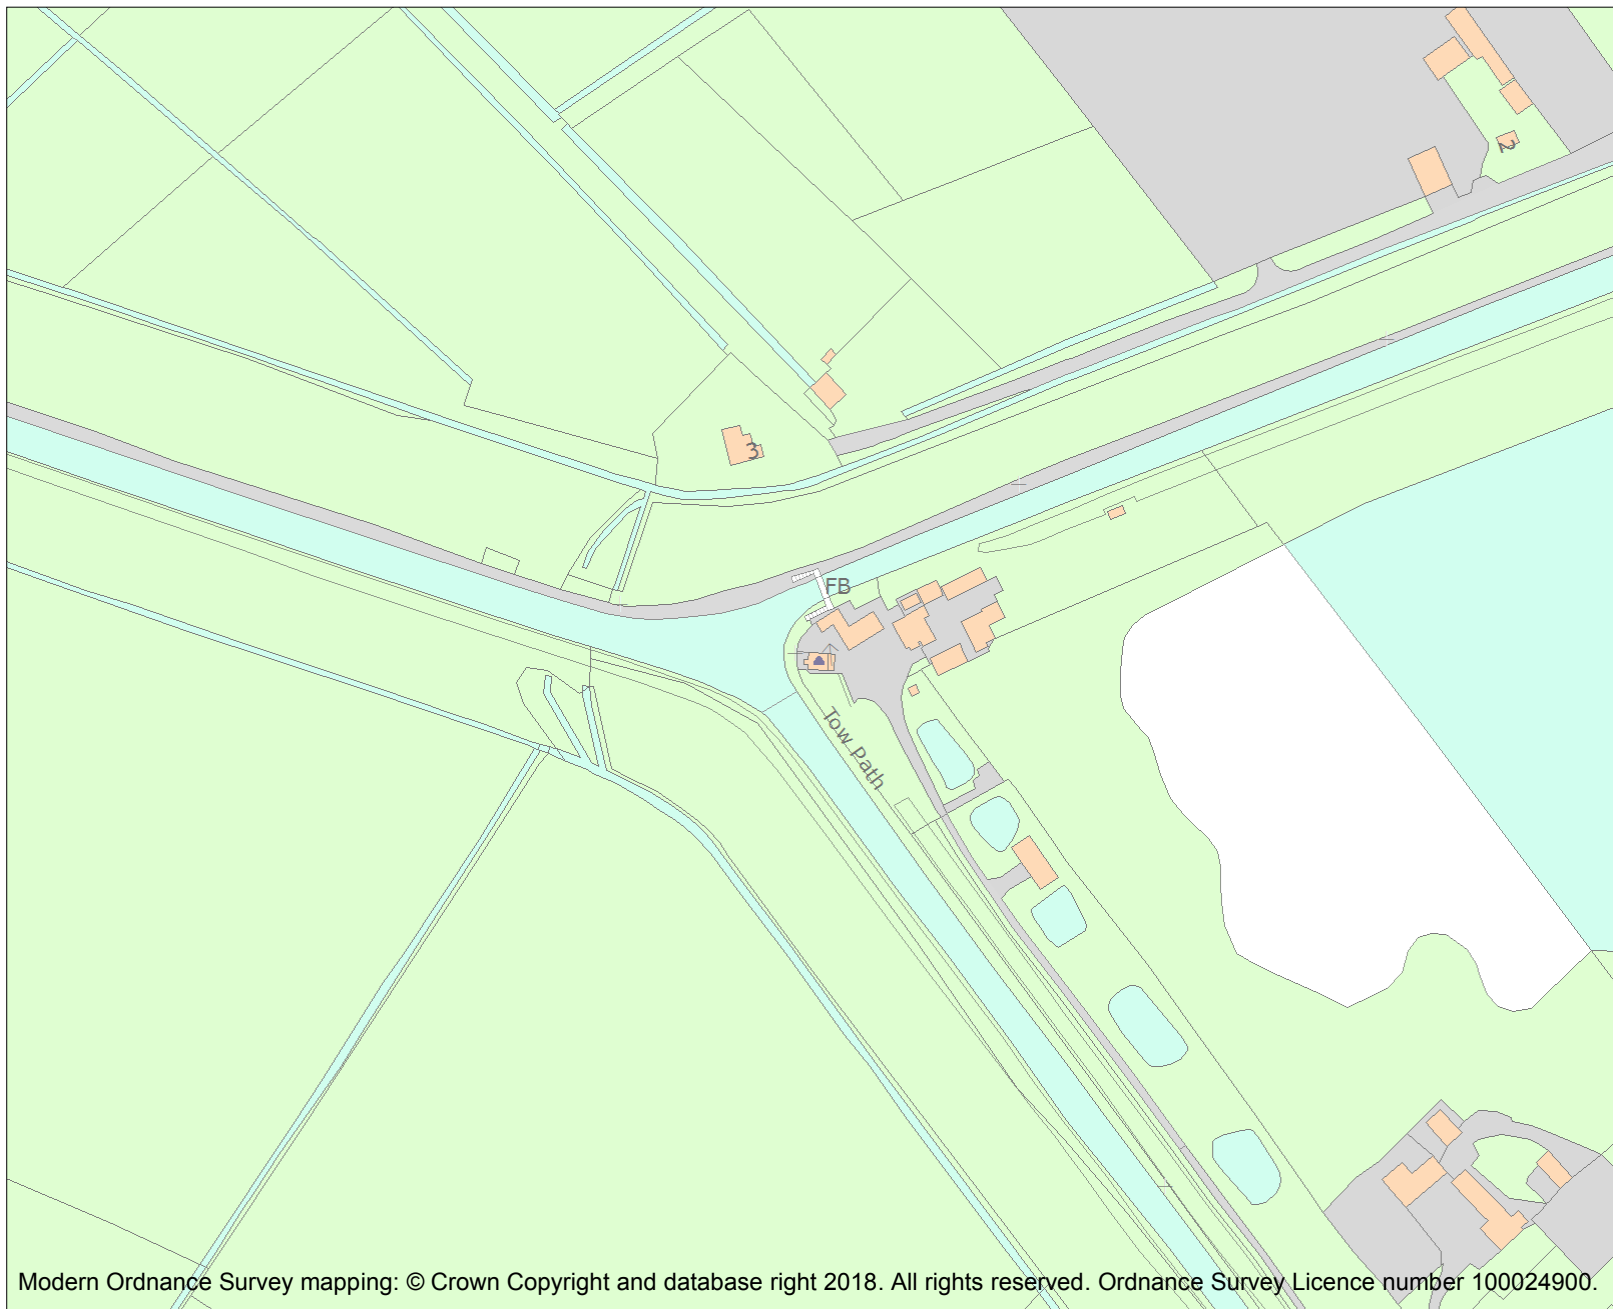 2
3
FB
Tow Path
Modern Ordnance Survey mapping: © Crown Copyright and database right 2018. All rights reserved. Ordnance Survey Licence number 100024900.